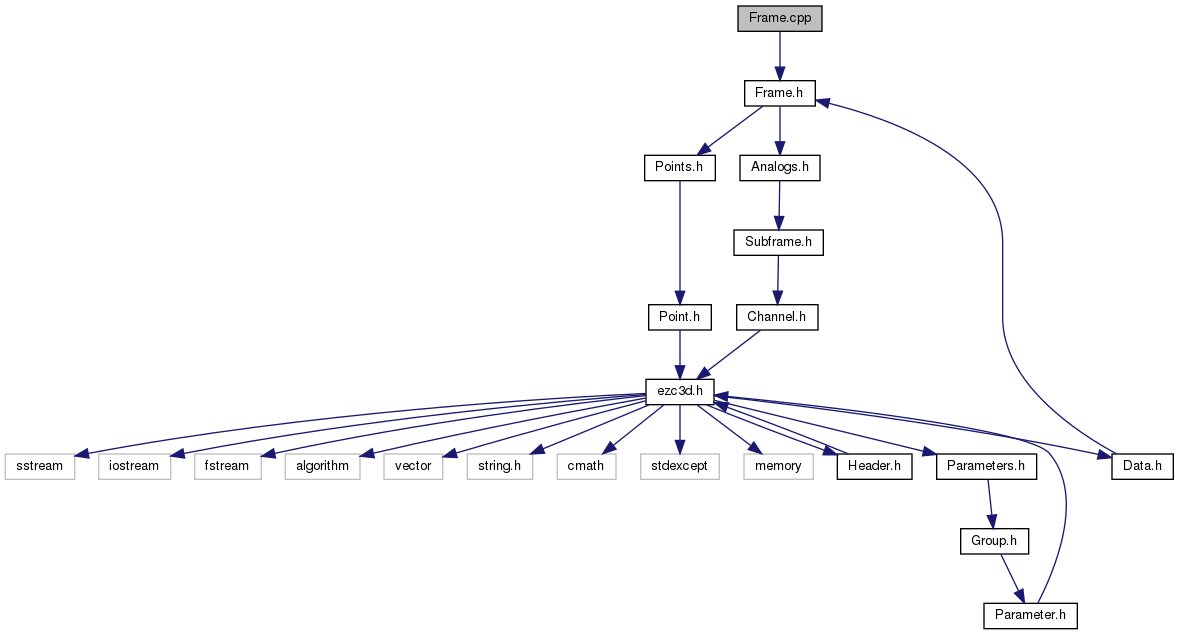 Frame.cpp
Frame.h
Points.h
Analogs.h
Subframe.h
Point.h
Channel.h
ezc3d.h
sstream
iostream
fstream
algorithm
vector
string.h
cmath
stdexcept
memory
Header.h
Parameters.h
Data.h
Group.h
Parameter.h